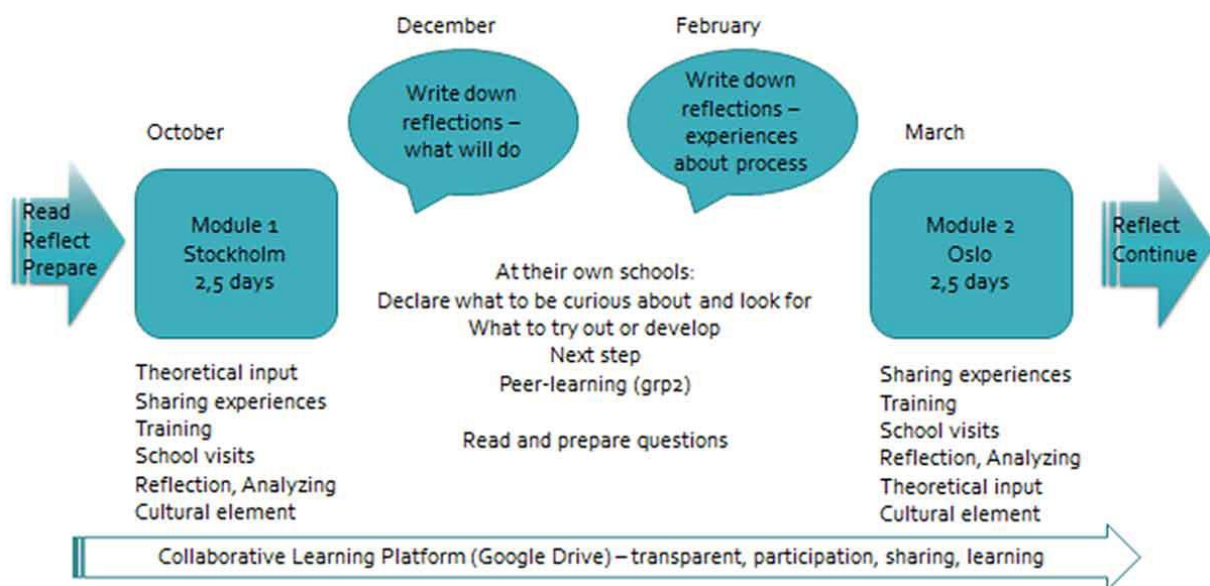 December
February
Write down
reflections –
what will do
Write down
reflections –
experiences
about process
October
March
Read
Reflect
Prepare
Module 1
Stockholm
2,5 days
Module 2
Oslo
2,5 days
Reflect
Continue
At their own schools:
Declare what to be curious about and look for
What to try out or develop
Next step
Peer-learning (grp2)
Read and prepare questions
Theoretical input
Sharing experiences
Training
School visits
Reflection, Analyzing
Cultural element
Sharing experiences
Training
School visits
Reflection, Analyzing
Theoretical input
Cultural element
Collaborative Learning Platform (Google Drive) – transparent, participation, sharing, learning